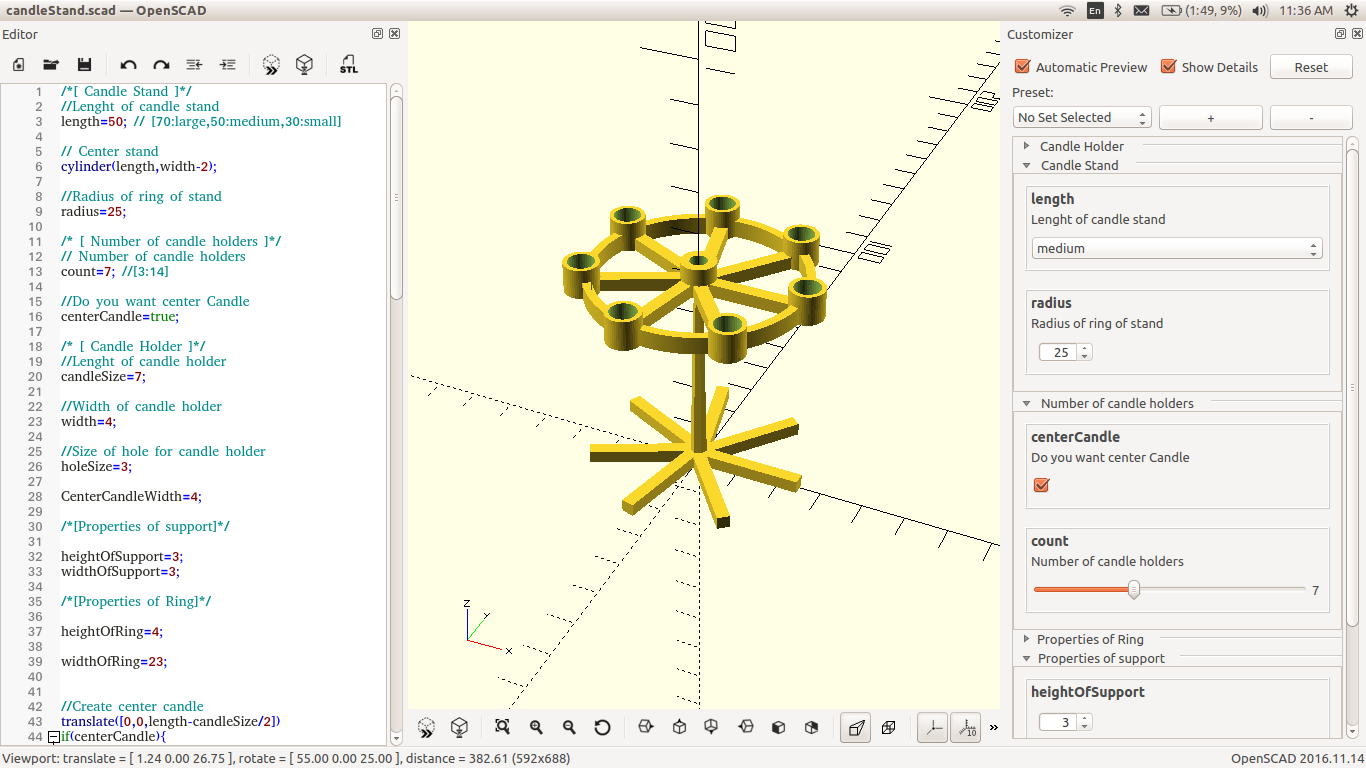 candleStand.scad — OpenSCAD
En
(1:49, 9%)
11:36 AM
Editor
STL
1 /*[ Candle Stand ]*/
2 //Lenght of candle stand
3 length=50; // [70:large,50:medium,30:small]
4
5 // Center stand
6 cylinder(length,width-2);
7
8 //Radius of ring of stand
9 radius=25;
10
11 /* [ Number of candle holders ]*/
12 // Number of candle holders
13 count=7; //[3:14]
14
15 //Do you want center Candle
16 centerCandle=true;
17
18 /* [ Candle Holder ]*/
19 //Lenght of candle holder
20 candleSize=7;
21
22 //Width of candle holder
23 width=4;
24
25 //Size of hole for candle holder
26 holeSize=3;
27
28 CenterCandleWidth=4;
29
30 /*[Properties of support]*/
31
32 heightOfSupport=3;
33 widthOfSupport=3;
34
35 /*[Properties of Ring]*/
36
37 heightOfRing=4;
38
39 widthOfRing=23;
40
41
42 //Create center candle
43 translate([0,0,length-candleSize/2])
44 if(centerCandle){
Z
Y
X
10
»
Customizer
Automatic Preview
Show Details
Reset
Preset:
No Set Selected
+
-
Candle Holder
Candle Stand
length
Lenght of candle stand
medium
radius
Radius of ring of stand
25
Number of candle holders
centerCandle
Do you want center Candle
count
Number of candle holders
7
Properties of Ring
Properties of support
heightOfSupport
3
Viewport: translate = [ 1.24 0.00 26.75 ], rotate = [ 55.00 0.00 25.00 ], distance = 382.61 (592x688)
OpenSCAD 2016.11.14